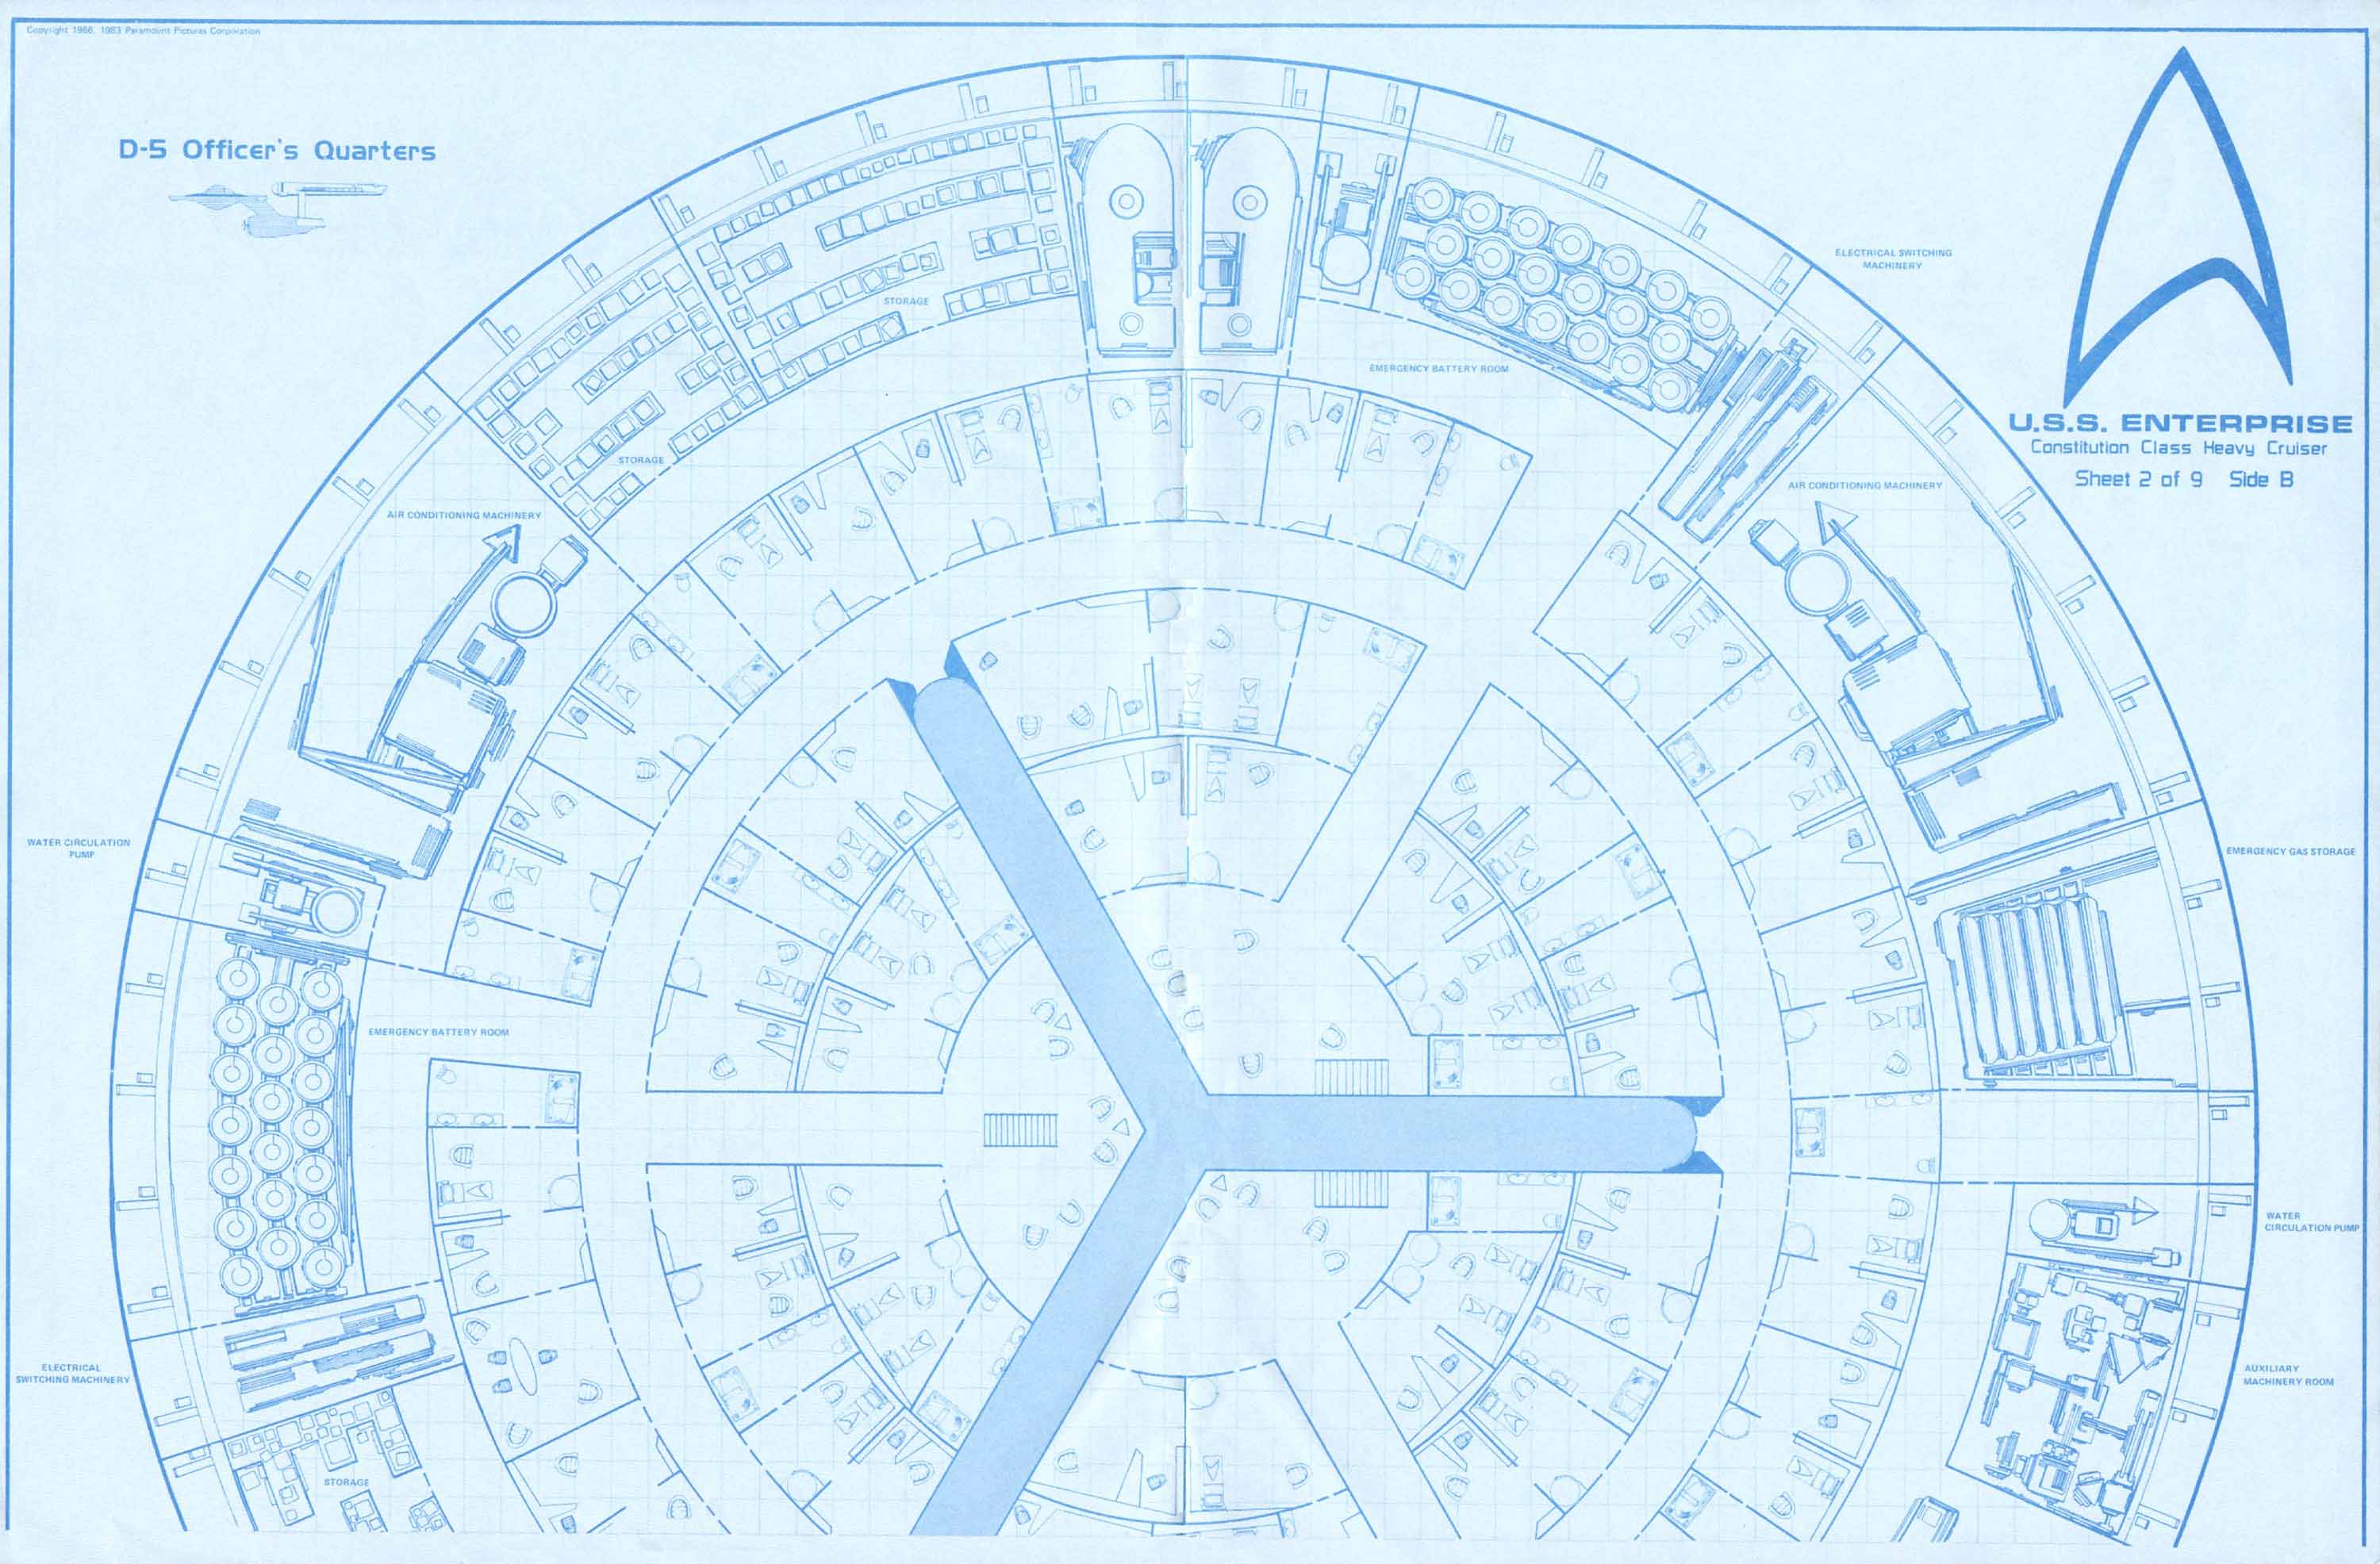 Copyright 1966, 1983 Paramount Pictures Corporation
D-5 Officer's Quarters
U.S.S. ENTERPRISE
Constitution Class Heavy Cruiser
Sheet 2 of 9 Side B
ELECTRICAL SWITCHING
MACHINERY
STORAGE
EMERGENCY BATTERY ROOM
STORAGE
AIR CONDITIONING MACHINERY
AIR CONDITIONING MACHINERY
WATER CIRCULATION
PUMP
EMERGENCY GAS STORAGE
EMERGENCY BATTERY ROOM
WATER
CIRCULATION PUMP
ELECTRICAL
SWITCHING MACHINERY
AUXILIARY
MACHINERY ROOM
STORAGE